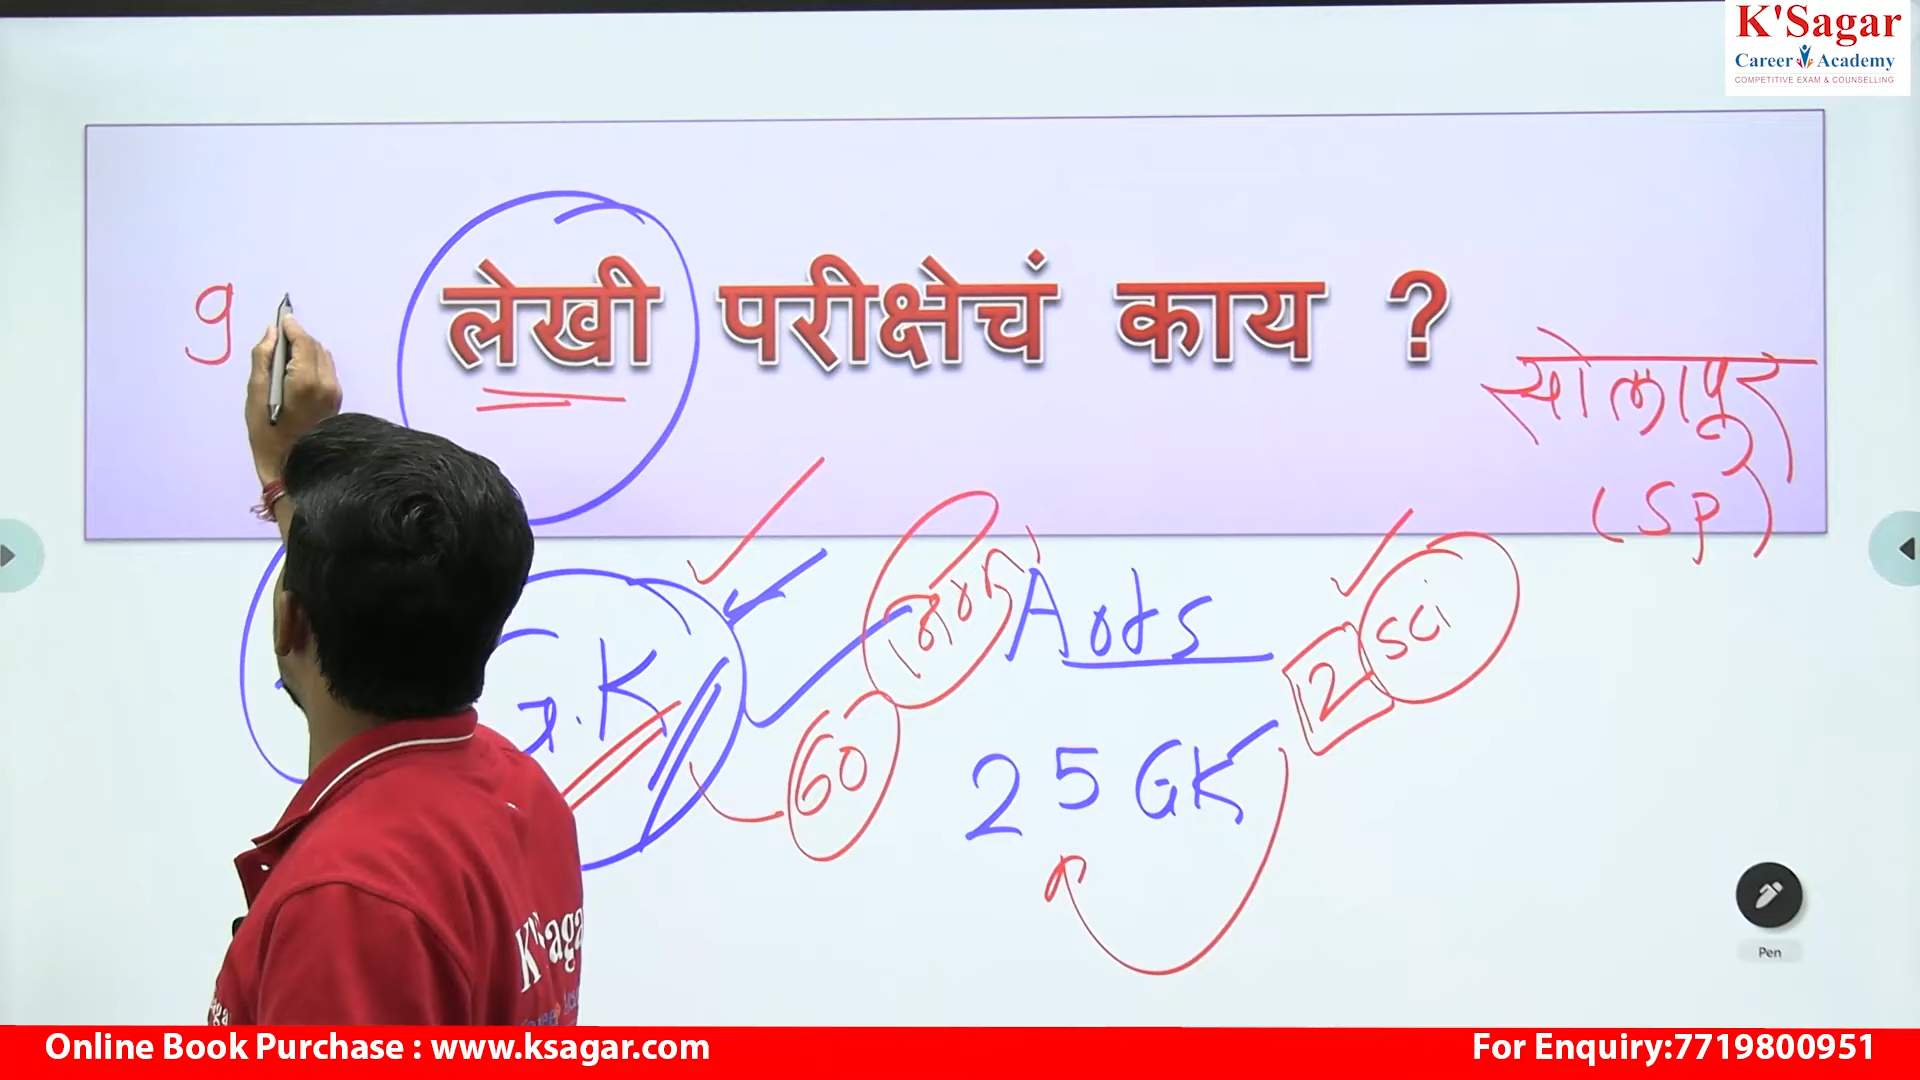 K'Sagar
Career Academy
COMPETITIVE EXAM & COUNSELLING
9
लेखी परीक्षेचं काय ?
सोलापूर
(SP)
G.K
60
Arts
25 GK
2
sci
Pen
K'Sagar
Online Book Purchase : www.ksagar.com
For Enquiry:7719800951